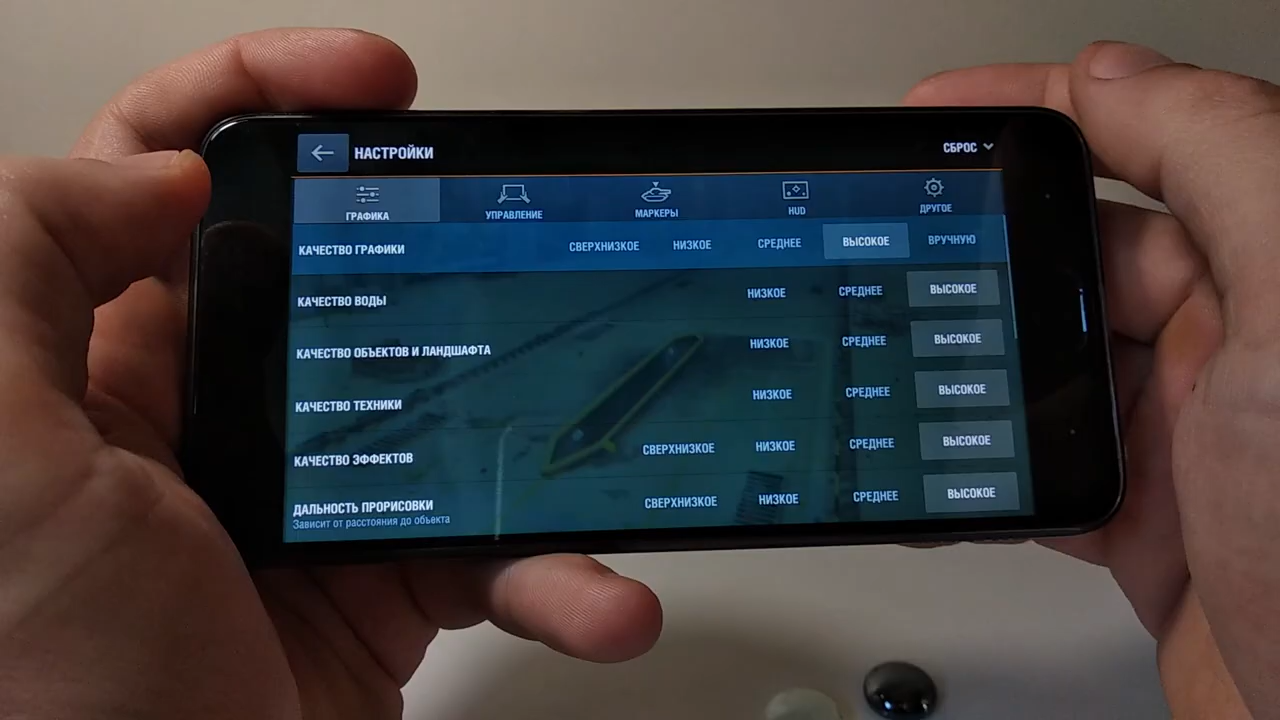 НАСТРОЙКИ
СБРОС
ГРАФИКА
УПРАВЛЕНИЕ
МАРКЕРЫ
HUD
ДРУГОЕ
КАЧЕСТВО ГРАФИКИ СВЕРХНИЗКОЕ НИЗКОЕ СРЕДНЕЕ ВЫСОКОЕ ВРУЧНУЮ
КАЧЕСТВО ВОДЫ НИЗКОЕ СРЕДНЕЕ ВЫСОКОЕ
КАЧЕСТВО ОБЪЕКТОВ И ЛАНДШАФТА НИЗКОЕ СРЕДНЕЕ ВЫСОКОЕ
КАЧЕСТВО ТЕХНИКИ НИЗКОЕ СРЕДНЕЕ ВЫСОКОЕ
КАЧЕСТВО ЭФФЕКТОВ СВЕРХНИЗКОЕ НИЗКОЕ СРЕДНЕЕ ВЫСОКОЕ
ДАЛЬНОСТЬ ПРОРИСОВКИ СВЕРХНИЗКОЕ НИЗКОЕ СРЕДНЕЕ ВЫСОКОЕ
Зависит от расстояния до объекта